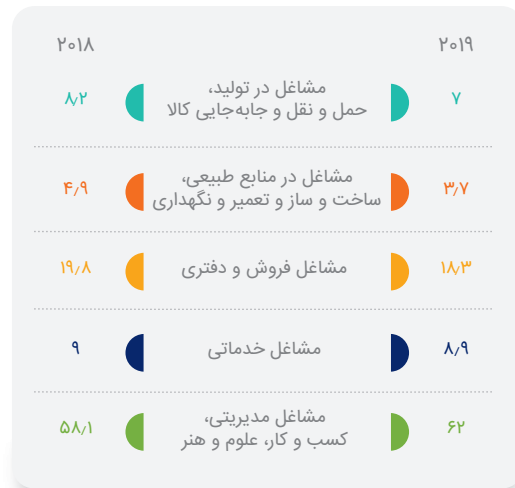 ۲۰۱۹ ۲۰۱۸
۷ مشاغل در تولید، ۸٫۲
حمل و نقل و جابه‌جایی کالا
۳٫۷ مشاغل در منابع طبیعی، ۴٫۹
ساخت و ساز و تعمیر و نگهداری
۱۸٫۳ مشاغل فروش و دفتری ۱۹٫۸
۸٫۹ مشاغل خدماتی ۹
۶۲ مشاغل مدیریتی، ۵۸٫۱
کسب و کار، علوم و هنر